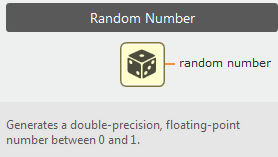 Random Number
random number
Generates a double-precision, floating-point
number between 0 and 1.